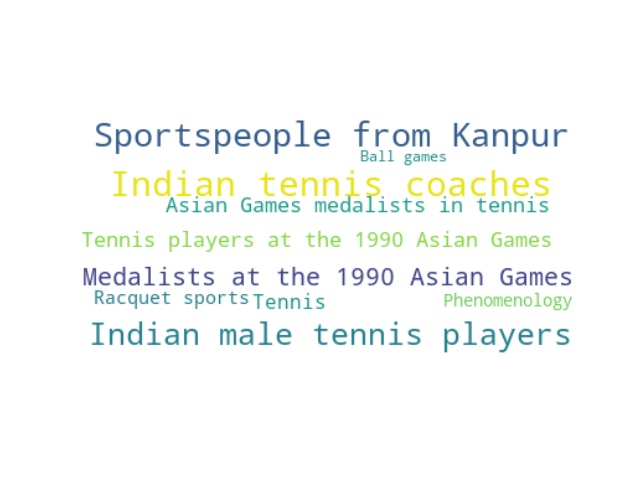 Sportspeople from Kanpur
Ball games
Indian tennis coaches
Asian Games medalists in tennis
Tennis players at the 1990 Asian Games
Medalists at the 1990 Asian Games
Racquet sports Tennis Phenomenology
Indian male tennis players